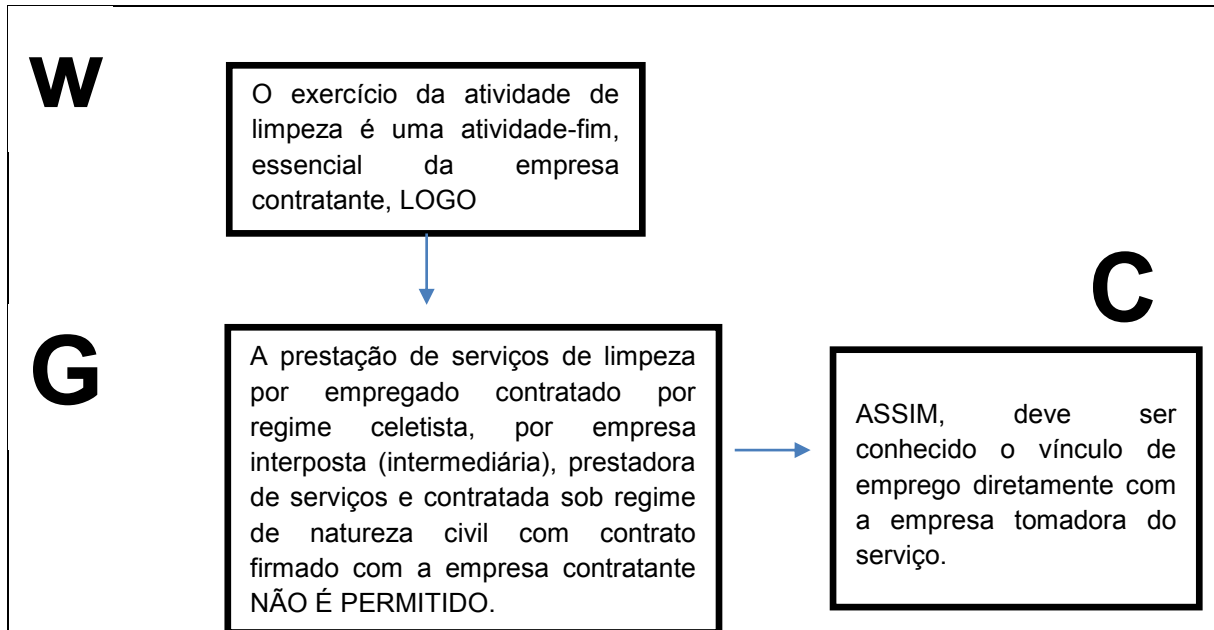 W
O exercício da atividade de
limpeza é uma atividade-fim,
essencial da empresa
contratante, LOGO
C
G
A prestação de serviços de limpeza
por empregado contratado por
regime celetista, por empresa
interposta (intermediária), prestadora
de serviços e contratada sob regime
de natureza civil com contrato
firmado com a empresa contratante
NÃO É PERMITIDO.
ASSIM, deve ser
conhecido o vínculo de
emprego diretamente com
a empresa tomadora do
serviço.